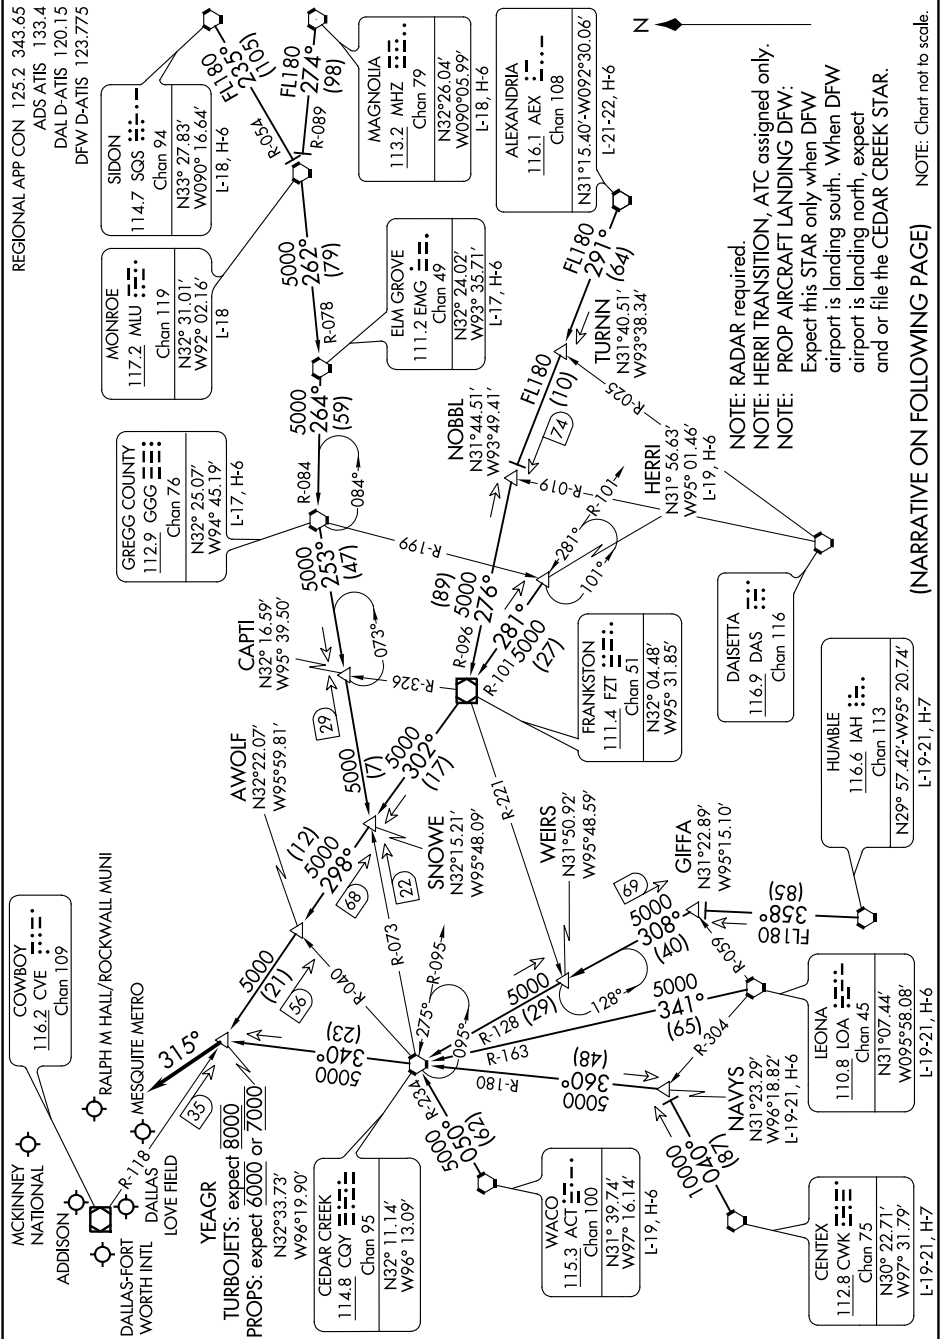 REGIONAL APP CON 125.2 343.65
ADS ATIS 133.4
DAL D-ATIS 120.15
DFW D-ATIS 123.775
COWBOY
116.2 CVE
Chan 109
MCKINNEY
NATIONAL
ADDISON
RALPH M HALL/ROCKWALL MUNI
MESQUITE METRO
DALLAS-FORT
WORTH INTL
DALLAS
LOVE FIELD
R-118
35
315°
YEAGR
TURBOJETS: expect 8000
PROPS: expect 6000 or 7000
N32°33.73'
W96°19.90'
5000
(21)
56
AWOLF
N32°22.07'
W95°59.81'
(12)
5000
298°
68
R-040
5000
340°
(23)
CAPTI
N32° 16.59'
W95° 39.50'
29
073°
5000
(7)
SNOWE
N32°15.21'
W95°48.09'
22
R-073
5000
302°
(17)
R-326
GREGG COUNTY
112.9 GGG
Chan 76
N32° 25.07'
W94° 45.19'
L-17, H-6
5000
253°
(47)
084°
R-084
5000
264°
(59)
R-199
MONROE
117.2 MLU
Chan 119
N32° 31.01'
W92° 02.16'
L-18
ELM GROVE
111.2 EMG
Chan 49
N32° 24.02'
W93° 35.71'
L-17, H-6
5000
262°
(79)
R-078
SIDON
114.7 SQS
Chan 94
N33° 27.83'
W090° 16.64'
L-18, H-6
FL180
235°
(105)
R-054
FL180
274°
(98)
R-089
MAGNOLIA
113.2 MHZ
Chan 79
N32°26.04'
W090°05.99'
L-18, H-6
ALEXANDRIA
116.1 AEX
Chan 108
N31°15.40'-W092°30.06'
L-21-22, H-6
FL180
291°
(64)
TURNN
N31°40.51'
W93°38.34'
FL180
(10)
74
NOBBL
N31°44.51'
W93°49.41'
R-025
R-019
(89)
5000
276°
R-096
HERRI
N31° 56.63'
W95° 01.46'
L-19, H-6
R-101
281°
101°
281°
5000
(27)
R-101
FRANKSTON
111.4 FZT
Chan 51
N32° 04.48'
W95° 31.85'
R-221
DAISETTA
116.9 DAS
Chan 116
WEIRS
N31°50.92'
W95°48.59'
5000
(29)
R-128
128°
69
5000
308°
(40)
GIFFA
N31°22.89'
W95°15.10'
R-059
FL180
358°
(85)
HUMBLE
116.6 IAH
Chan 113
N29° 57.42'-W95° 20.74'
L-19-21, H-7
CEDAR CREEK
114.8 CQY
Chan 95
N32° 11.14'
W96° 13.09'
R-095
275°
095°
R-163
5000
341°
(65)
LEONA
110.8 LOA
Chan 45
N31°07.44'
W095°58.08'
L-19-21, H-6
R-304
R-180
5000
360°
(48)
NAVYS
N31°23.29'
W96°18.82'
L-19-21, H-6
5000 R-234
050°
(62)
WACO
115.3 ACT
Chan 100
N31° 39.74'
W97° 16.14'
L-19, H-6
10000
040°
(87)
CENTEX
112.8 CWK
Chan 75
N30° 22.71'
W97° 31.79'
L-19-21, H-7
N
NOTE: RADAR required.
NOTE: HERRI TRANSITION, ATC assigned only.
NOTE: PROP AIRCRAFT LANDING DFW:
Expect this STAR only when DFW
airport is landing south. When DFW
airport is landing north, expect
and or file the CEDAR CREEK STAR.
(NARRATIVE ON FOLLOWING PAGE)
NOTE: Chart not to scale.